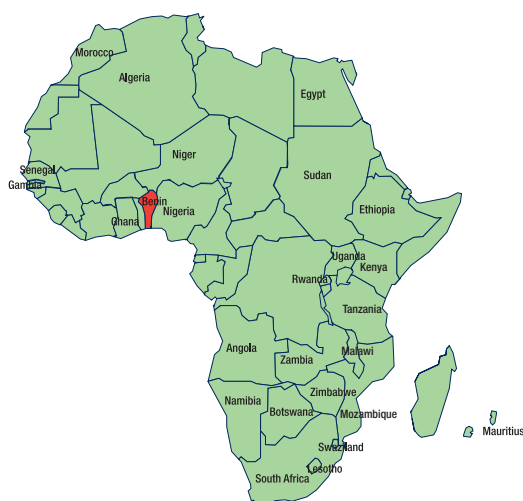 Morocco
Algeria
Egypt
Niger
Sudan
Senegal
Gambia
Benin
Nigeria
Ghana
Ethiopia
Uganda
Kenya
Rwanda
Tanzania
Angola
Malawi
Zambia
Zimbabwe
Namibia
Botswana
Mozambique
Mauritius
Swaziland
Lesotho
South Africa